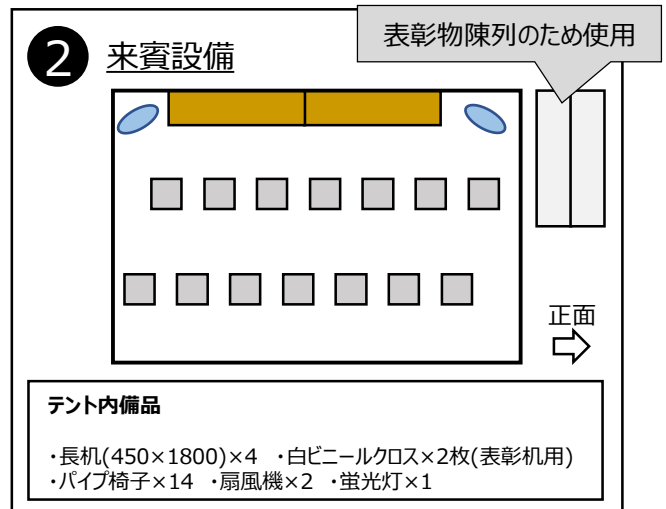 表彰物陳列のため使用
2 来賓設備
正面
テント内備品
・長机(450×1800)×4 ・白ビニールクロス×2枚(表彰机用)
・パイプ椅子×14 ・扇風機×2 ・蛍光灯×1